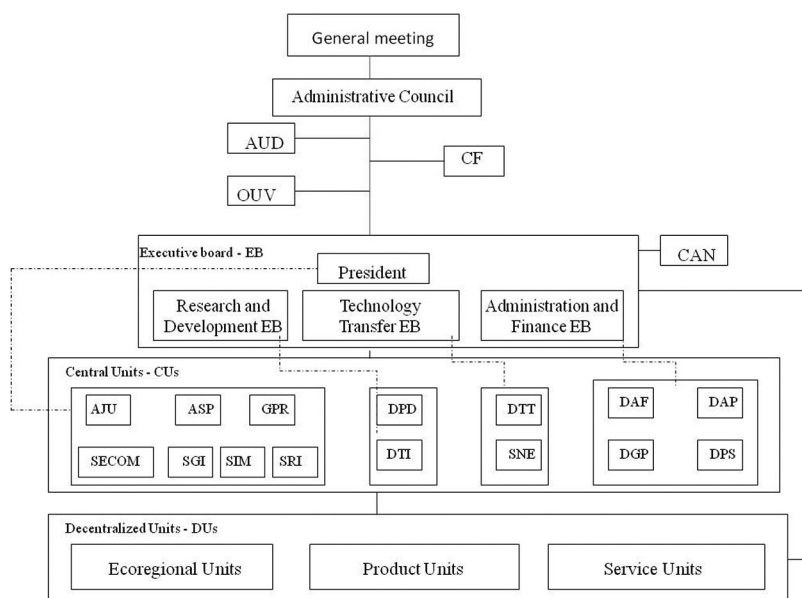 General meeting
Administrative Council
AUD
CF
OUV
Executive board - EB
CAN
President
Research and
Development EB
Technology
Transfer EB
Administration and
Finance EB
Central Units - CUs
AJU
ASP
GPR
DPD
DTT
DAF
DAP
SECOM
SGI
SIM
SRI
DTI
SNE
DGP
DPS
Decentralized Units - DUs
Ecoregional Units
Product Units
Service Units